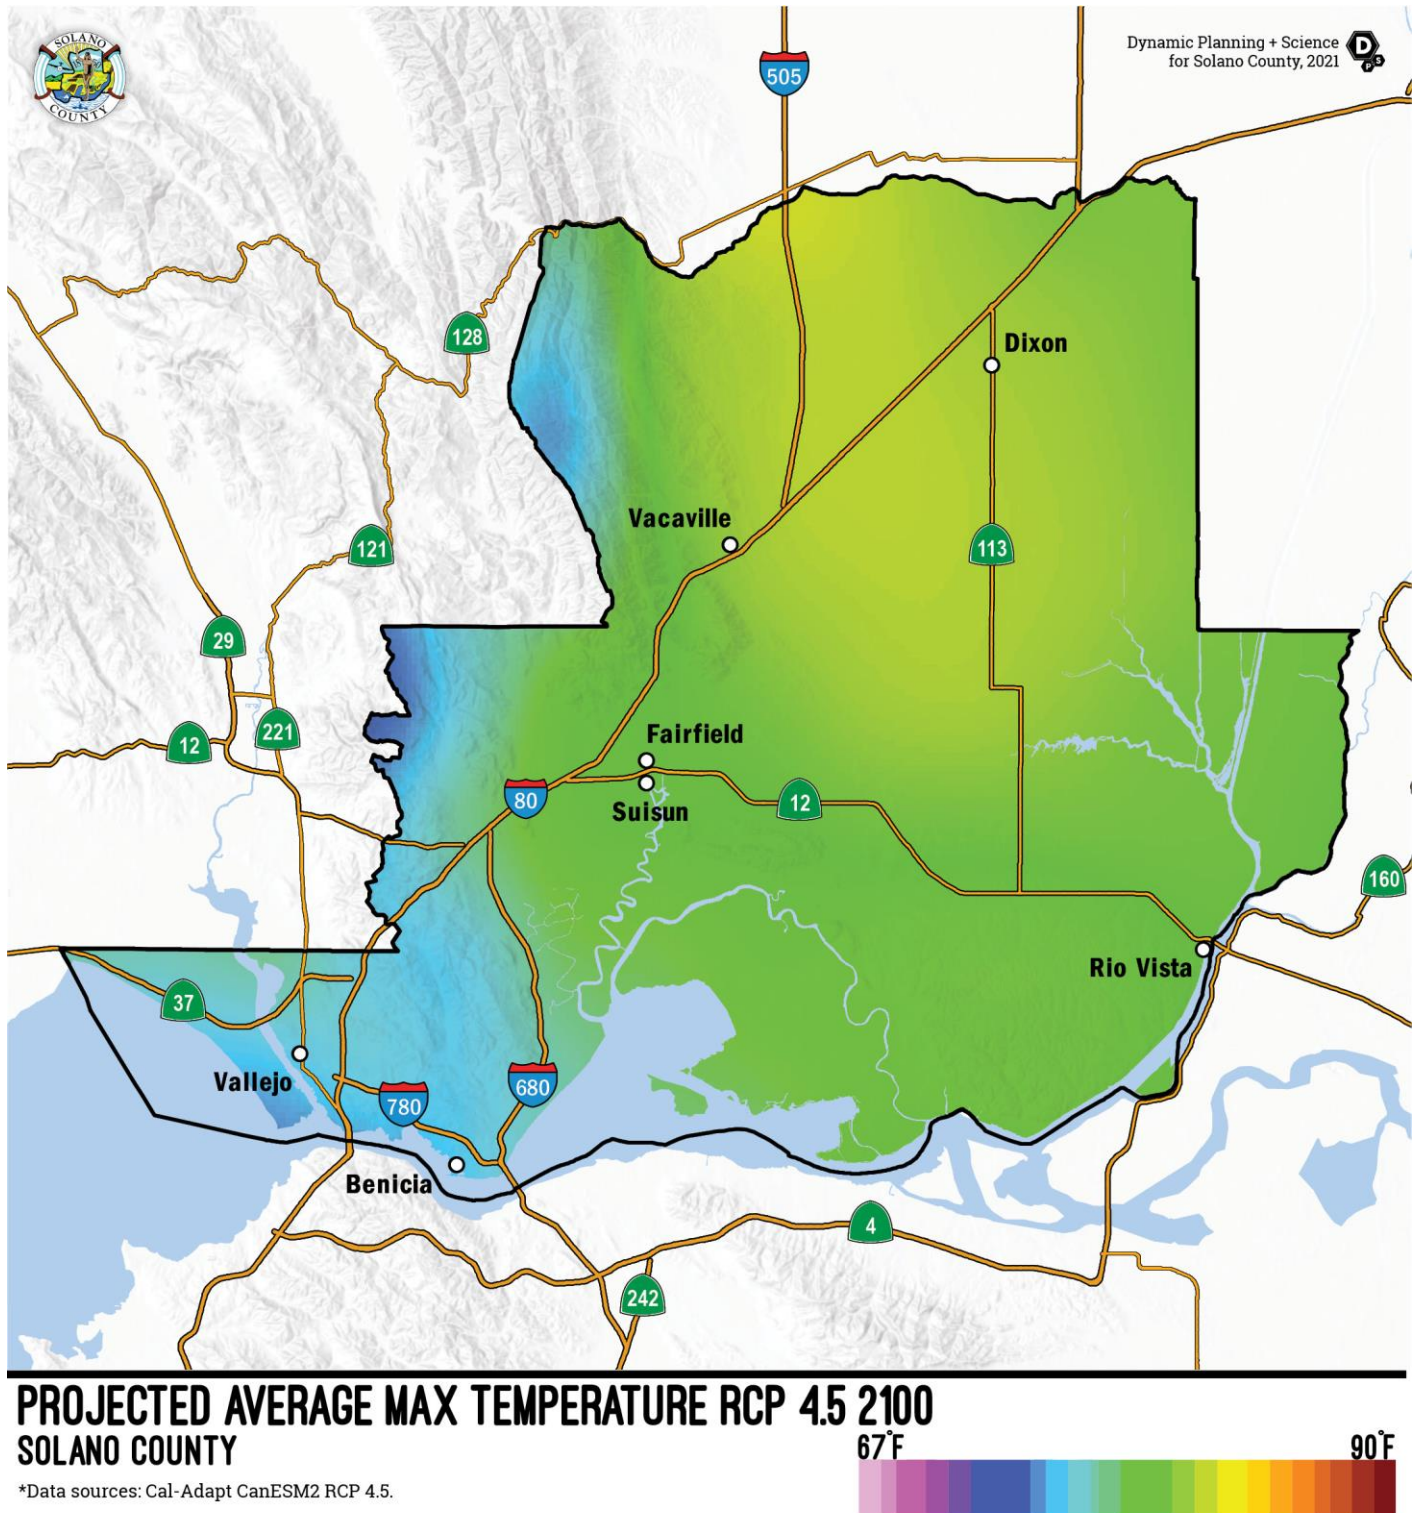 SOLANO
COUNTY
Dynamic Planning + Science
for Solano County, 2021
D
P S
505
128
Dixon
Vacaville
121
113
29
12
221
Fairfield
80
Suisun
12
160
Rio Vista
37
Vallejo
780
680
Benicia
4
242
PROJECTED AVERAGE MAX TEMPERATURE RCP 4.5 2100
SOLANO COUNTY
67°F
90°F
*Data sources: Cal-Adapt CanESM2 RCP 4.5.